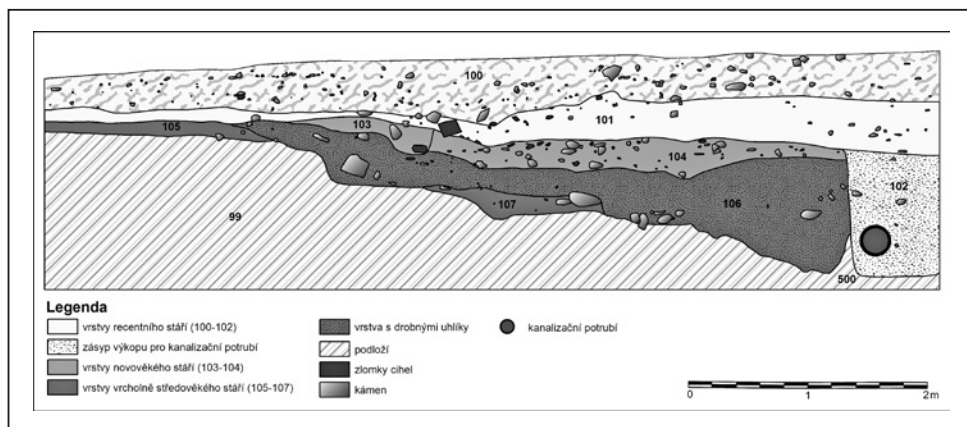 100
101
105
103
104
102
106
107
99
500
Legenda
vrstvy recentního stáří (100-102)
zásyp výkopu pro kanalizační potrubí
vrstvy novověkého stáří (103-104)
vrstvy vrcholně středověkého stáří (105-107)
vrstva s drobnými uhlíky
podloží
zlomky cihel
kámen
kanalizační potrubí
0 1 2 m